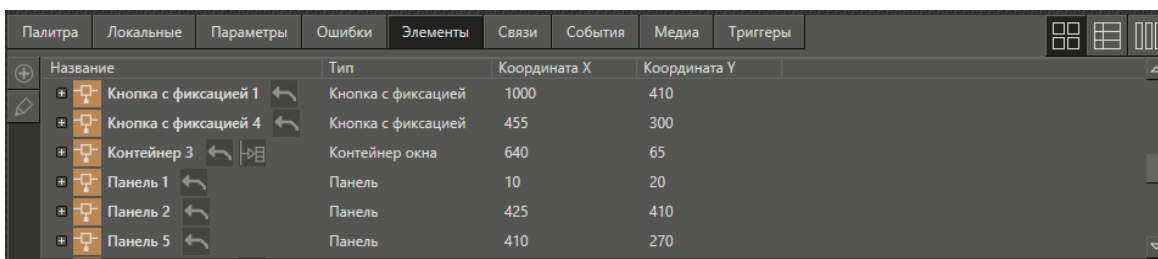 Палитра Локальные Параметры Ошибки Элементы Связи События Медиа Триггеры
Название Тип Координата X Координата Y
Кнопка с фиксацией 1 Кнопка с фиксацией 1000 410
Кнопка с фиксацией 4 Кнопка с фиксацией 455 300
Контейнер 3 Контейнер окна 640 65
Панель 1 Панель 10 20
Панель 2 Панель 425 410
Панель 5 Панель 410 270